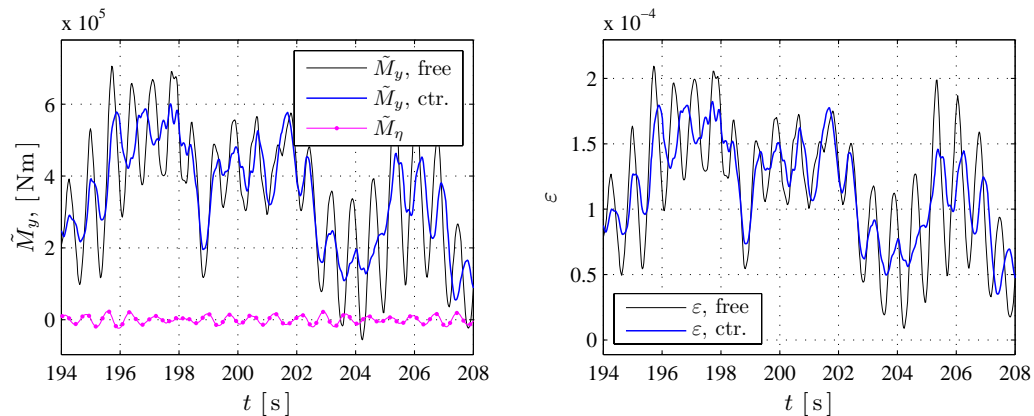 x 10⁵
M̃_y, free
M̃_y, ctr.
M̃_η
6
4
2
0
M̃_y, [ Nm ]
194 196 198 200 202 204 206 208
t [ s ]
x 10⁻⁴
2
1.5
1
0.5
0
ε
ε, free
ε, ctr.
194 196 198 200 202 204 206 208
t [ s ]